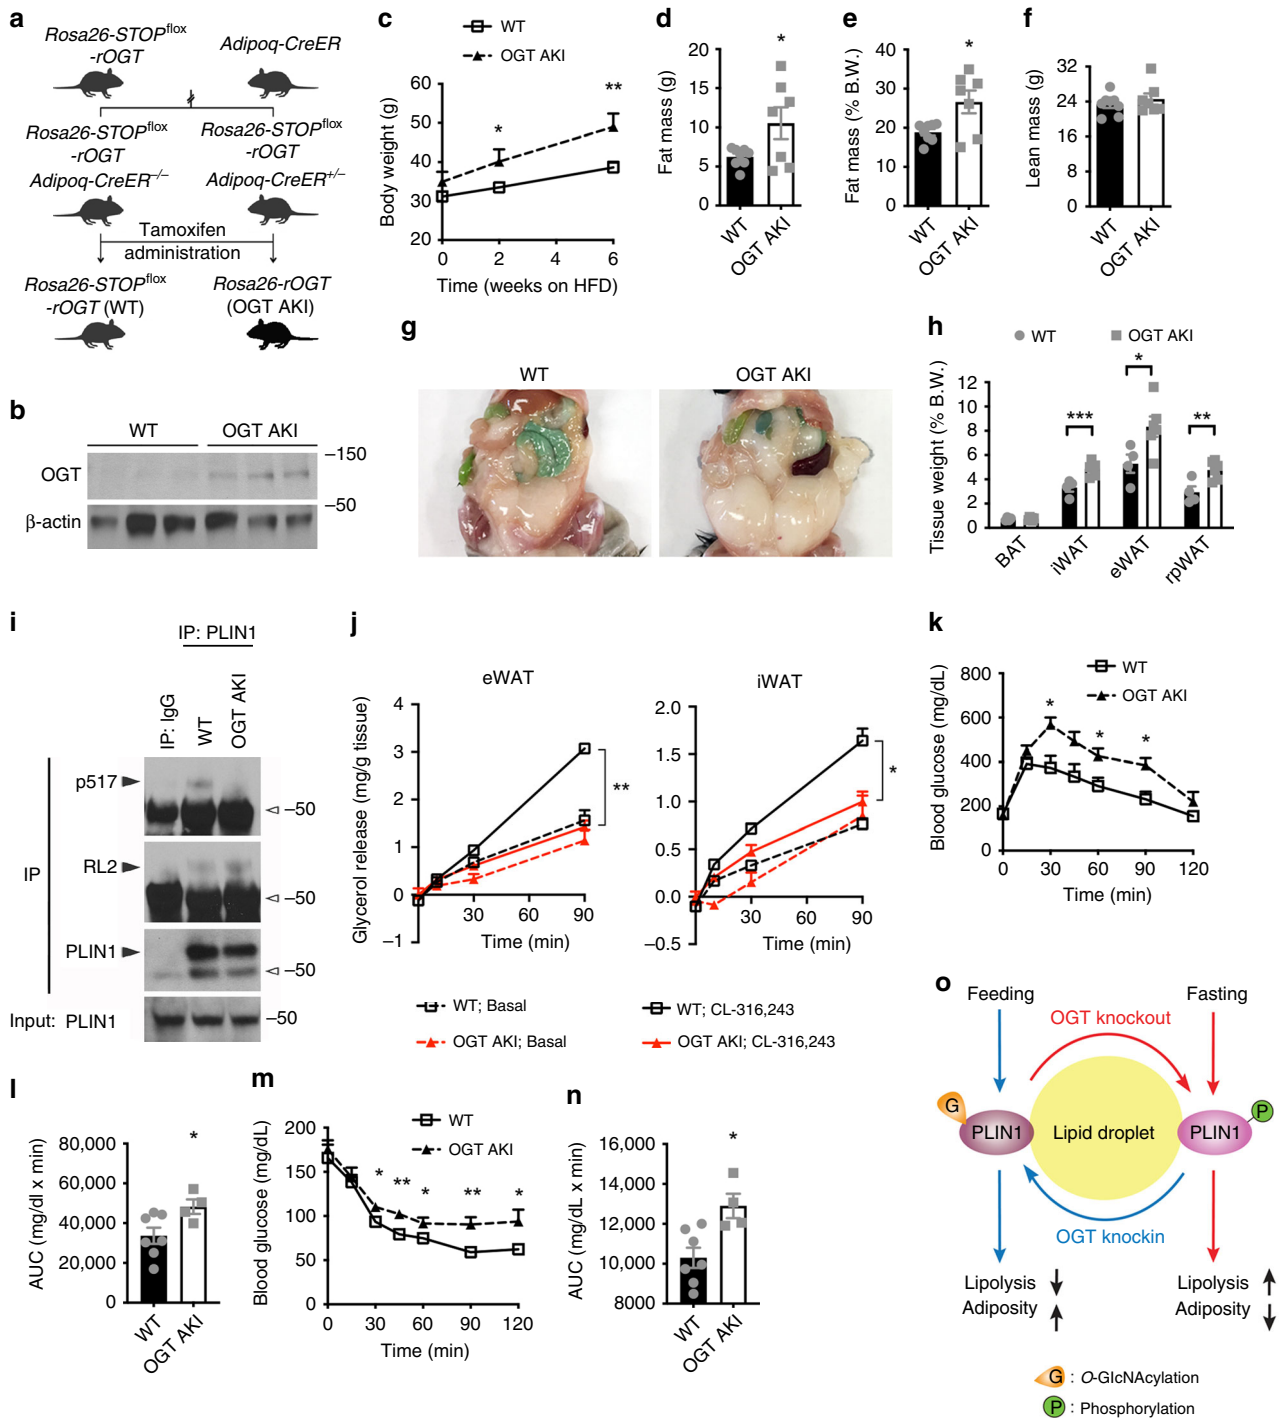 a
Rosa26-STOPflox
-rOGT
Adipoq-CreER
Rosa26-STOPflox
-rOGT
Adipoq-CreER–/–
Rosa26-STOPflox
-rOGT
Adipoq-CreER+/–
Tamoxifen
administration
Rosa26-STOPflox
-rOGT (WT)
Rosa26-rOGT
(OGT AKI)
b
WT
OGT AKI
OGT
–150
–50
β-actin
c
WT
OGT AKI
Body weight (g)
60
50
40
30
20
*
**
0
2
6
Time (weeks on HFD)
d
Fat mass (g)
20
15
10
5
0
*
WT
OGT AKI
e
Fat mass (% B.W.)
40
30
20
10
0
*
WT
OGT AKI
f
Lean mass (g)
32
24
16
8
0
WT
OGT AKI
g
WT
OGT AKI
h
WT
OGT AKI
Tissue weight (% B.W.)
12
10
8
6
4
2
0
***
*
**
BAT
iWAT
eWAT
rpWAT
i
IP: PLIN1
IP: IgG
WT
OGT AKI
IP
p517
–50
RL2
–50
PLIN1
–50
Input: PLIN1
–50
j
eWAT
Glycerol release (mg/g tissue)
4
3
2
1
0
–1
**
30
60
90
Time (min)
iWAT
2.0
1.5
1.0
0.5
0.0
–0.5
*
30
60
90
Time (min)
WT; Basal
WT; CL-316,243
OGT AKI; Basal
OGT AKI; CL-316,243
k
WT
OGT AKI
Blood glucose (mg/dL)
800
600
400
200
0
*
*
*
0
30
60
90
120
Time (min)
l
AUC (mg/dl x min)
80,000
60,000
40,000
20,000
0
*
WT
OGT AKI
m
WT
OGT AKI
Blood glucose (mg/dL)
200
150
100
50
0
*
**
*
**
*
0
30
60
90
120
Time (min)
n
AUC (mg/dL x min)
16,000
14,000
12,000
10,000
8000
*
WT
OGT AKI
o
Feeding
Fasting
OGT knockout
G
P
PLIN1
Lipid droplet
PLIN1
OGT knockin
Lipolysis
Adiposity
Lipolysis
Adiposity
G : O-GlcNAcylation
P : Phosphorylation